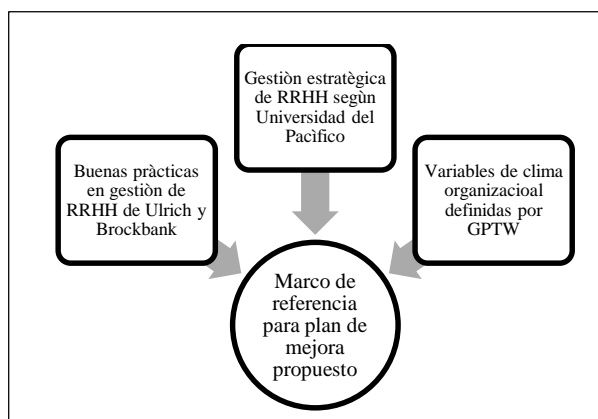 Gestiòn estratègica
de RRHH segùn
Universidad del
Pacìfico
Buenas pràcticas
en gestiòn de
RRHH de Ulrich y
Brockbank
Variables de clima
organizacioal
definidas por
GPTW
Marco de
referencia
para plan de
mejora
propuesto